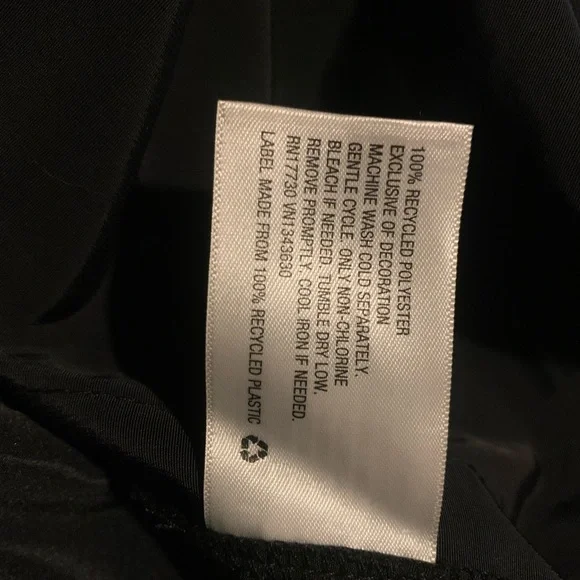 100% RECYCLED POLYESTER
EXCLUSIVE OF DECORATION
MACHINE WASH COLD SEPARATELY.
GENTLE CYCLE. ONLY NON-CHLORINE
BLEACH IF NEEDED. TUMBLE DRY LOW.
REMOVE PROMPTLY. COOL IRON IF NEEDED.
RN17730 VN1343630
LABEL MADE FROM 100% RECYCLED PLASTIC